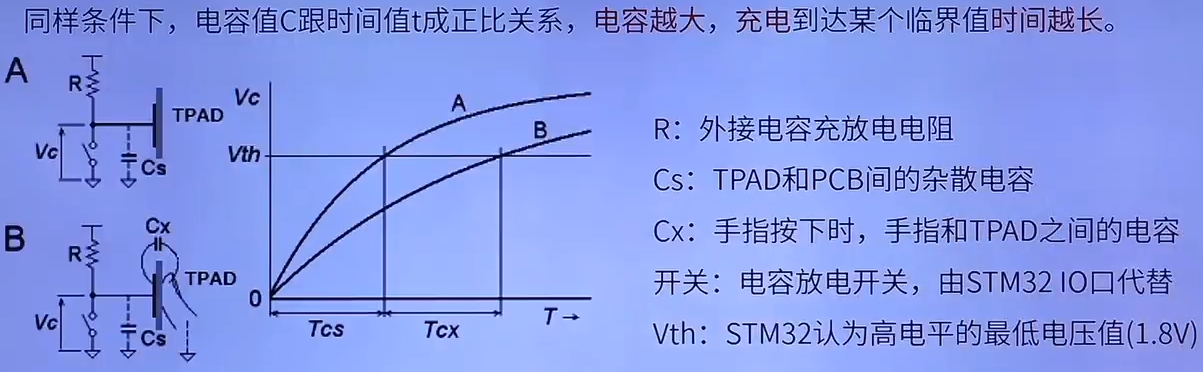 同样条件下，电容值C跟时间值t成正比关系，电容越大，充电到达某个临界值时间越长。
A
R
TPAD
Vc
Cs
B
Cx
R
TPAD
Vc
Cs
Vc
A
B
Vth
0
Tcs
Tcx
T→
R：外接电容充放电电阻
Cs：TPAD和PCB间的杂散电容
Cx：手指按下时，手指和TPAD之间的电容
开关：电容放电开关，由STM32 IO口代替
Vth：STM32认为高电平的最低电压值(1.8V)